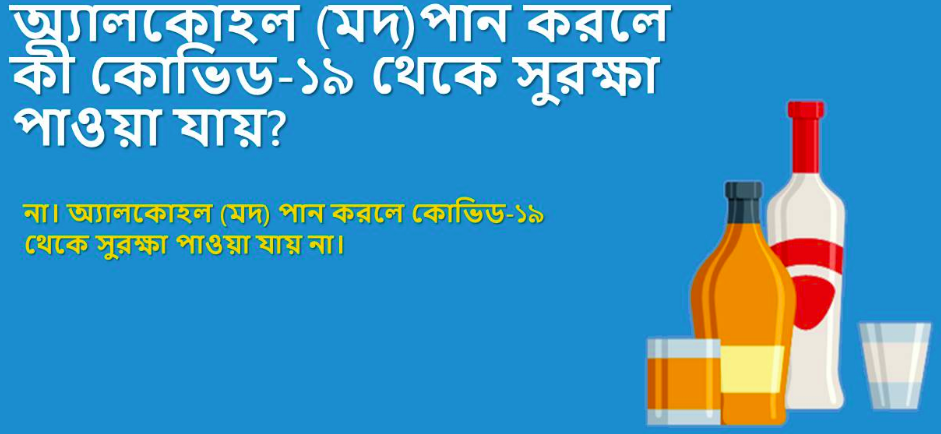 অ্যালকোহল (মদ)পান করলে
কী কোভিড-১৯ থেকে সুরক্ষা
পাওয়া যায়?
না। অ্যালকোহল (মদ) পান করলে কোভিড-১৯
থেকে সুরক্ষা পাওয়া যায় না।